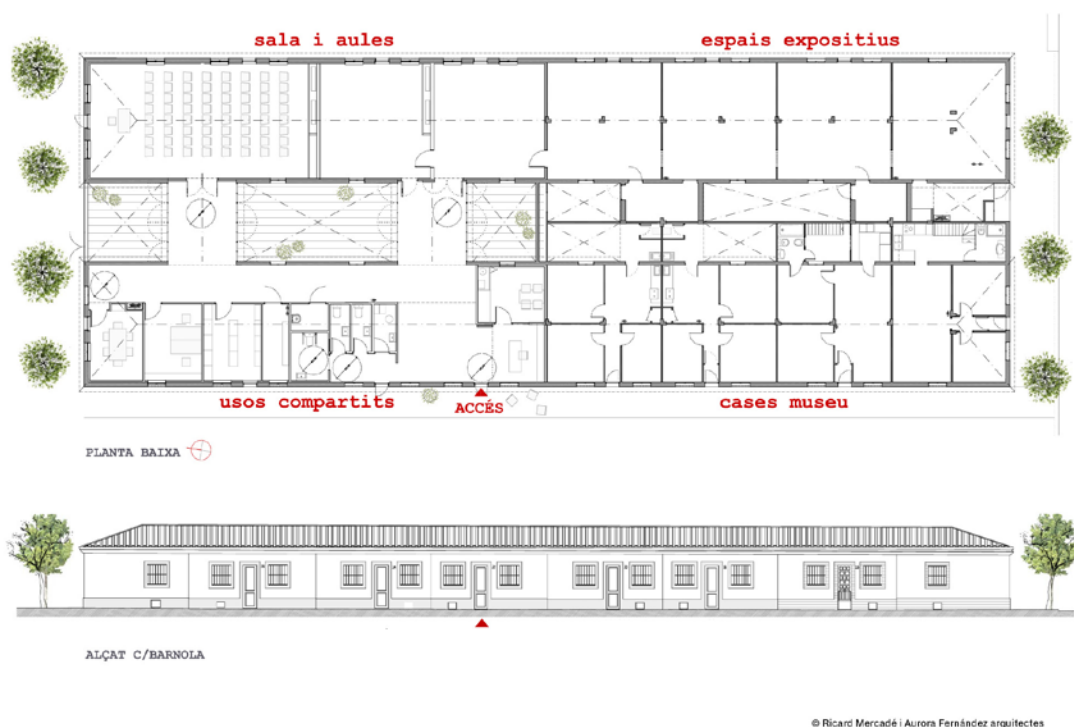 sala i aules
espais expositius
usos compartits
ACCÉS
cases museu
PLANTA BAIXA
ALÇAT C/BARNOLA
© Ricard Mercadé i Aurora Fernández arquitectes